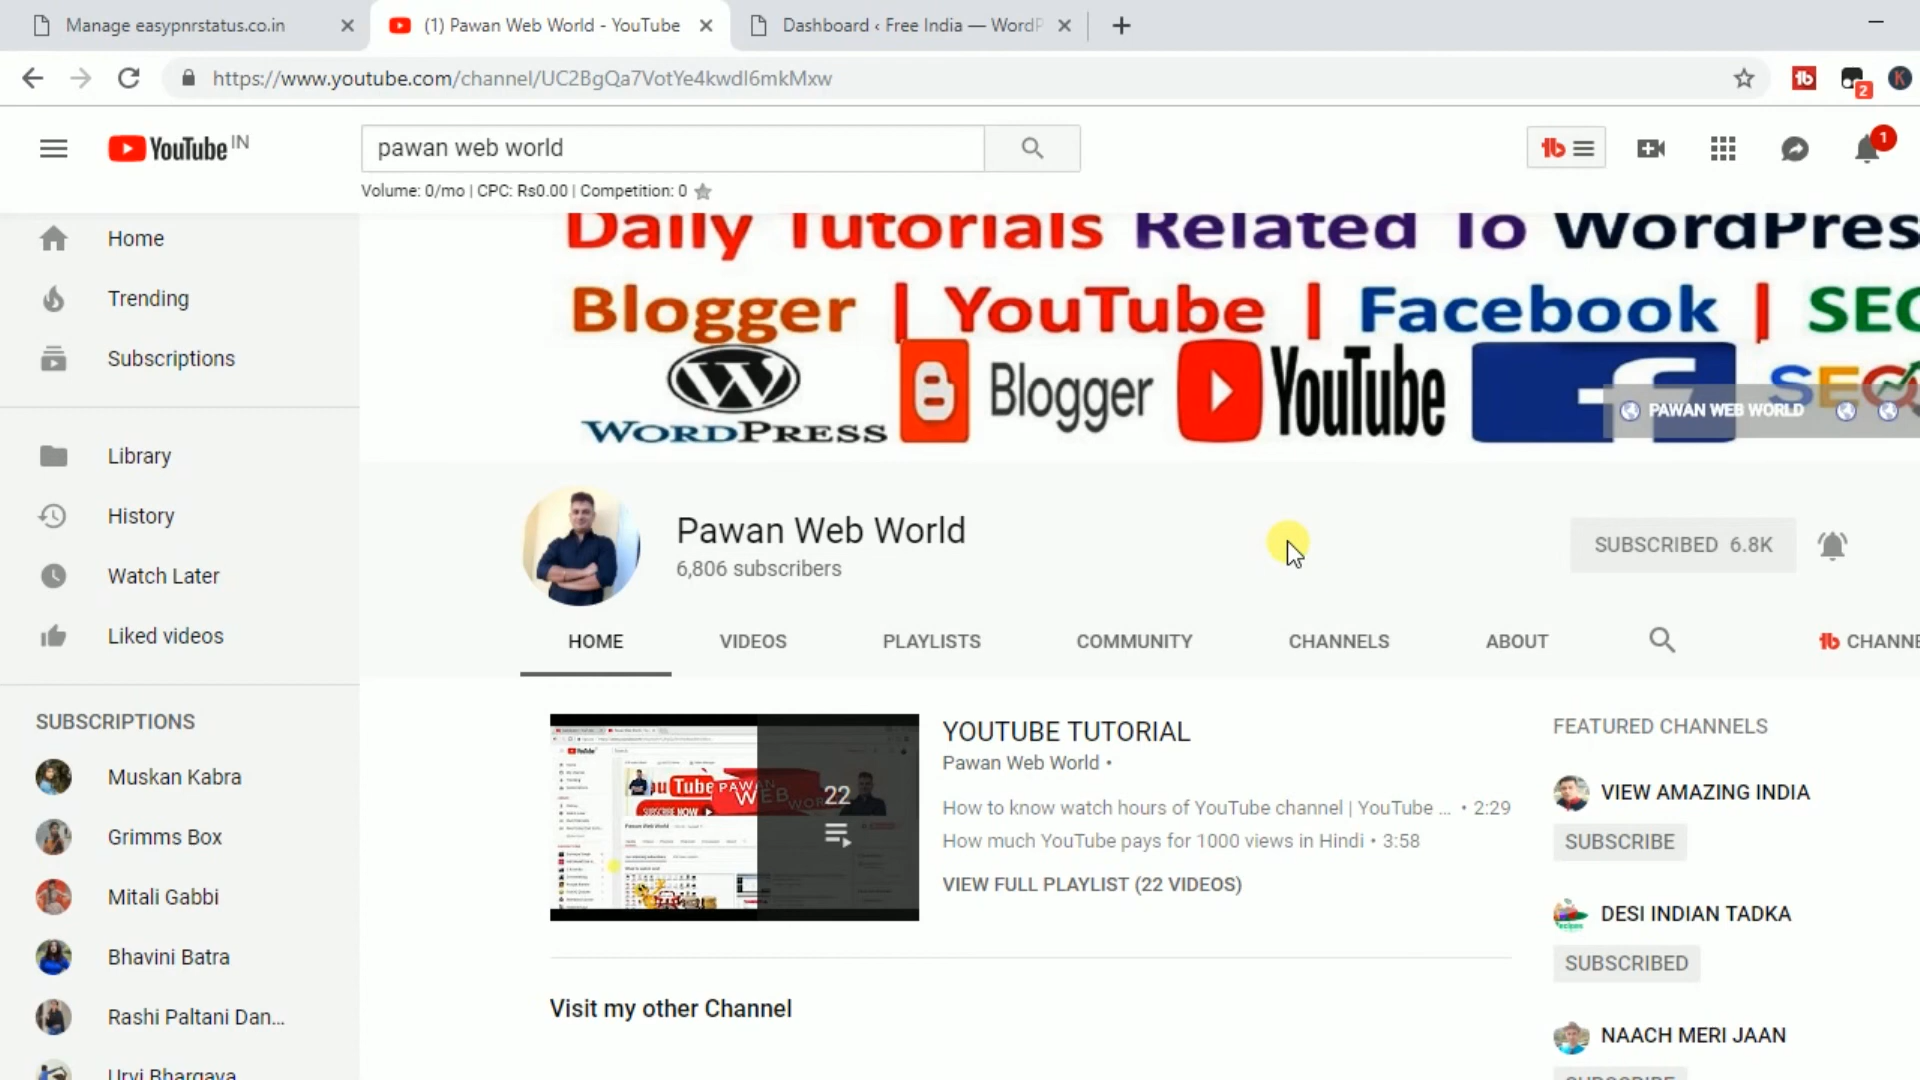 Manage easypnrstatus.co.in
(1) Pawan Web World - YouTube
Dashboard ‹ Free India — WordP
https://www.youtube.com/channel/UC2BgQa7VotYe4kwdl6mkMxw
2
K
YouTube IN
pawan web world
1
Volume: 0/mo | CPC: Rs0.00 | Competition: 0
Home
Trending
Subscriptions
Library
History
Watch Later
Liked videos
SUBSCRIPTIONS
Muskan Kabra
Grimms Box
Mitali Gabbi
Bhavini Batra
Rashi Paltani Dan...
Urvi Bhargava
Daily Tutorials Related To WordPres
Blogger | YouTube | Facebook | SEO
WORDPRESS
Blogger
YouTube
SEO
PAWAN WEB WORLD
Pawan Web World
6,806 subscribers
SUBSCRIBED 6.8K
HOME
VIDEOS
PLAYLISTS
COMMUNITY
CHANNELS
ABOUT
CHANNE
22
YOUTUBE TUTORIAL
Pawan Web World •
How to know watch hours of YouTube channel | YouTube ... • 2:29
How much YouTube pays for 1000 views in Hindi • 3:58
VIEW FULL PLAYLIST (22 VIDEOS)
Visit my other Channel
FEATURED CHANNELS
VIEW AMAZING INDIA
SUBSCRIBE
DESI INDIAN TADKA
SUBSCRIBED
NAACH MERI JAAN
SUBSCRIBE